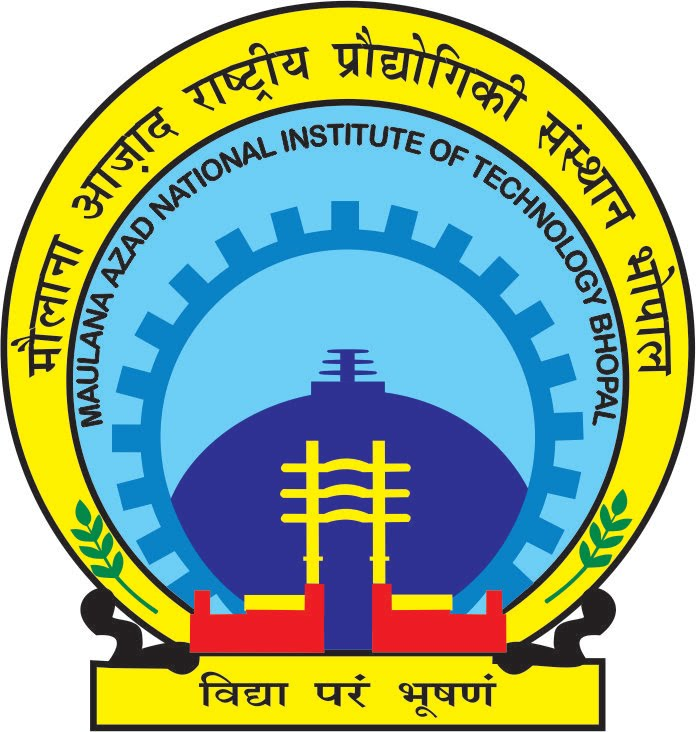 मौलाना आज़ाद राष्ट्रीय प्रौद्योगिकी संस्थान भोपाल
MAULANA AZAD NATIONAL INSTITUTE OF TECHNOLOGY BHOPAL
विद्या परं भूषणं